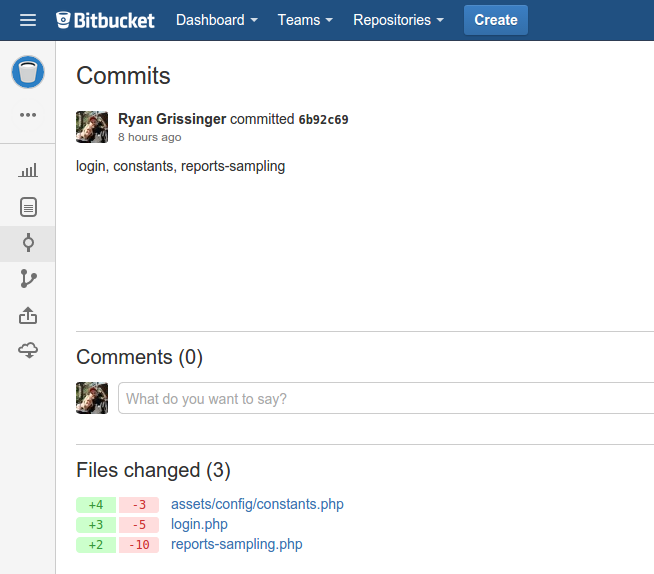 Bitbucket Dashboard Teams Repositories Create
Commits
Ryan Grissinger committed 6b92c69
8 hours ago
login, constants, reports-sampling
Comments (0)
What do you want to say?
Files changed (3)
+4 -3 assets/config/constants.php
+3 -5 login.php
+2 -10 reports-sampling.php